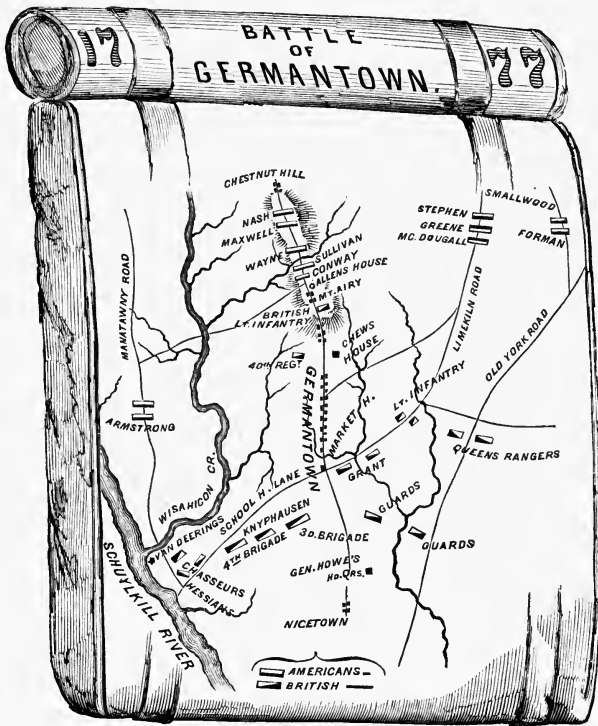 17
BATTLE
OF
GERMANTOWN.
77
CHESTNUT HILL
NASH
MAXWELL
WAYNE
SULLIVAN
CONWAY
ALLENS HOUSE
MT. AIRY
BRITISH
LT. INFANTRY
CHEWS
HOUSE
40TH REGT.
STEPHEN
GREENE
MC. DOUGALL
SMALLWOOD
FORMAN
MANATAWNY ROAD
LIMEKILN ROAD
OLD YORK ROAD
ARMSTRONG
GERMANTOWN
MARKET H.
LT. INFANTRY
QUEENS RANGERS
WISAHICON CR.
SCHOOL H. LANE
GRANT
GUARDS
GUARDS
VAN DEERINGS
KNYPHAUSEN
4TH BRIGADE
3D. BRIGADE
CHASSEURS
HESSIANS
GEN. HOWE'S
HD. QRS.
SCHUYLKILL RIVER
NICETOWN
AMERICANS
BRITISH